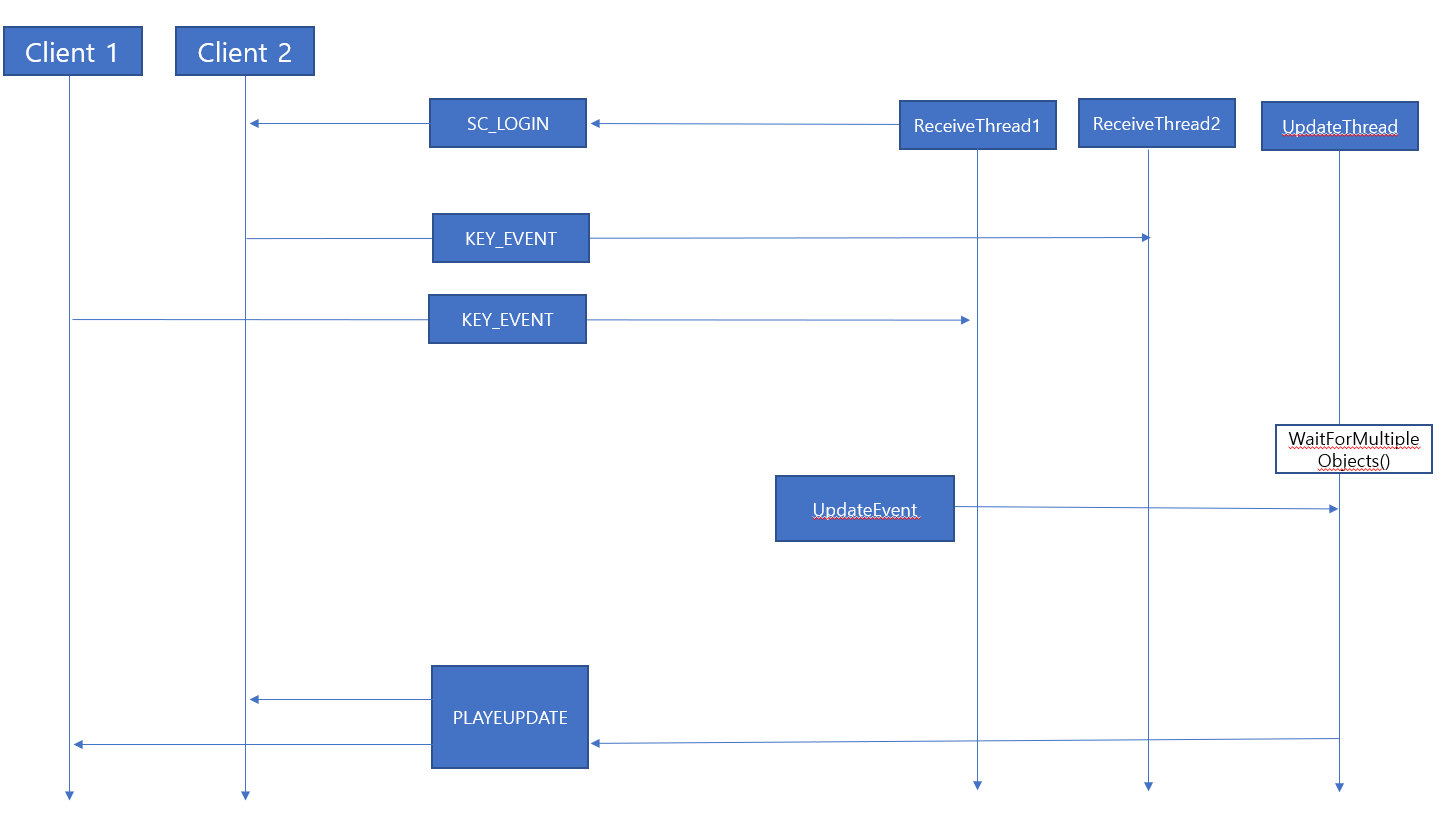 Client 1
Client 2
SC_LOGIN
ReceiveThread1
ReceiveThread2
UpdateThread
KEY_EVENT
KEY_EVENT
WaitForMultiple
Objects()
UpdateEvent
PLAYEUPDATE